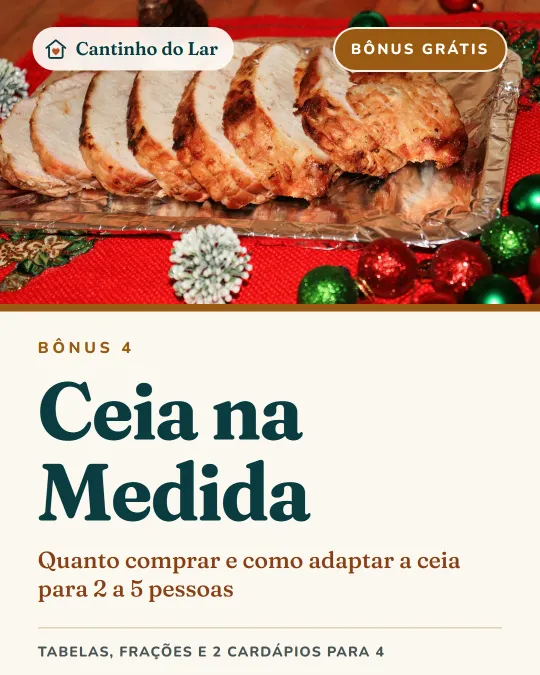 Cantinho do Lar
BÔNUS GRÁTIS
BÔNUS 4
Ceia na
Medida
Quanto comprar e como adaptar a ceia
para 2 a 5 pessoas
TABELAS, FRAÇÕES E 2 CARDÁPIOS PARA 4